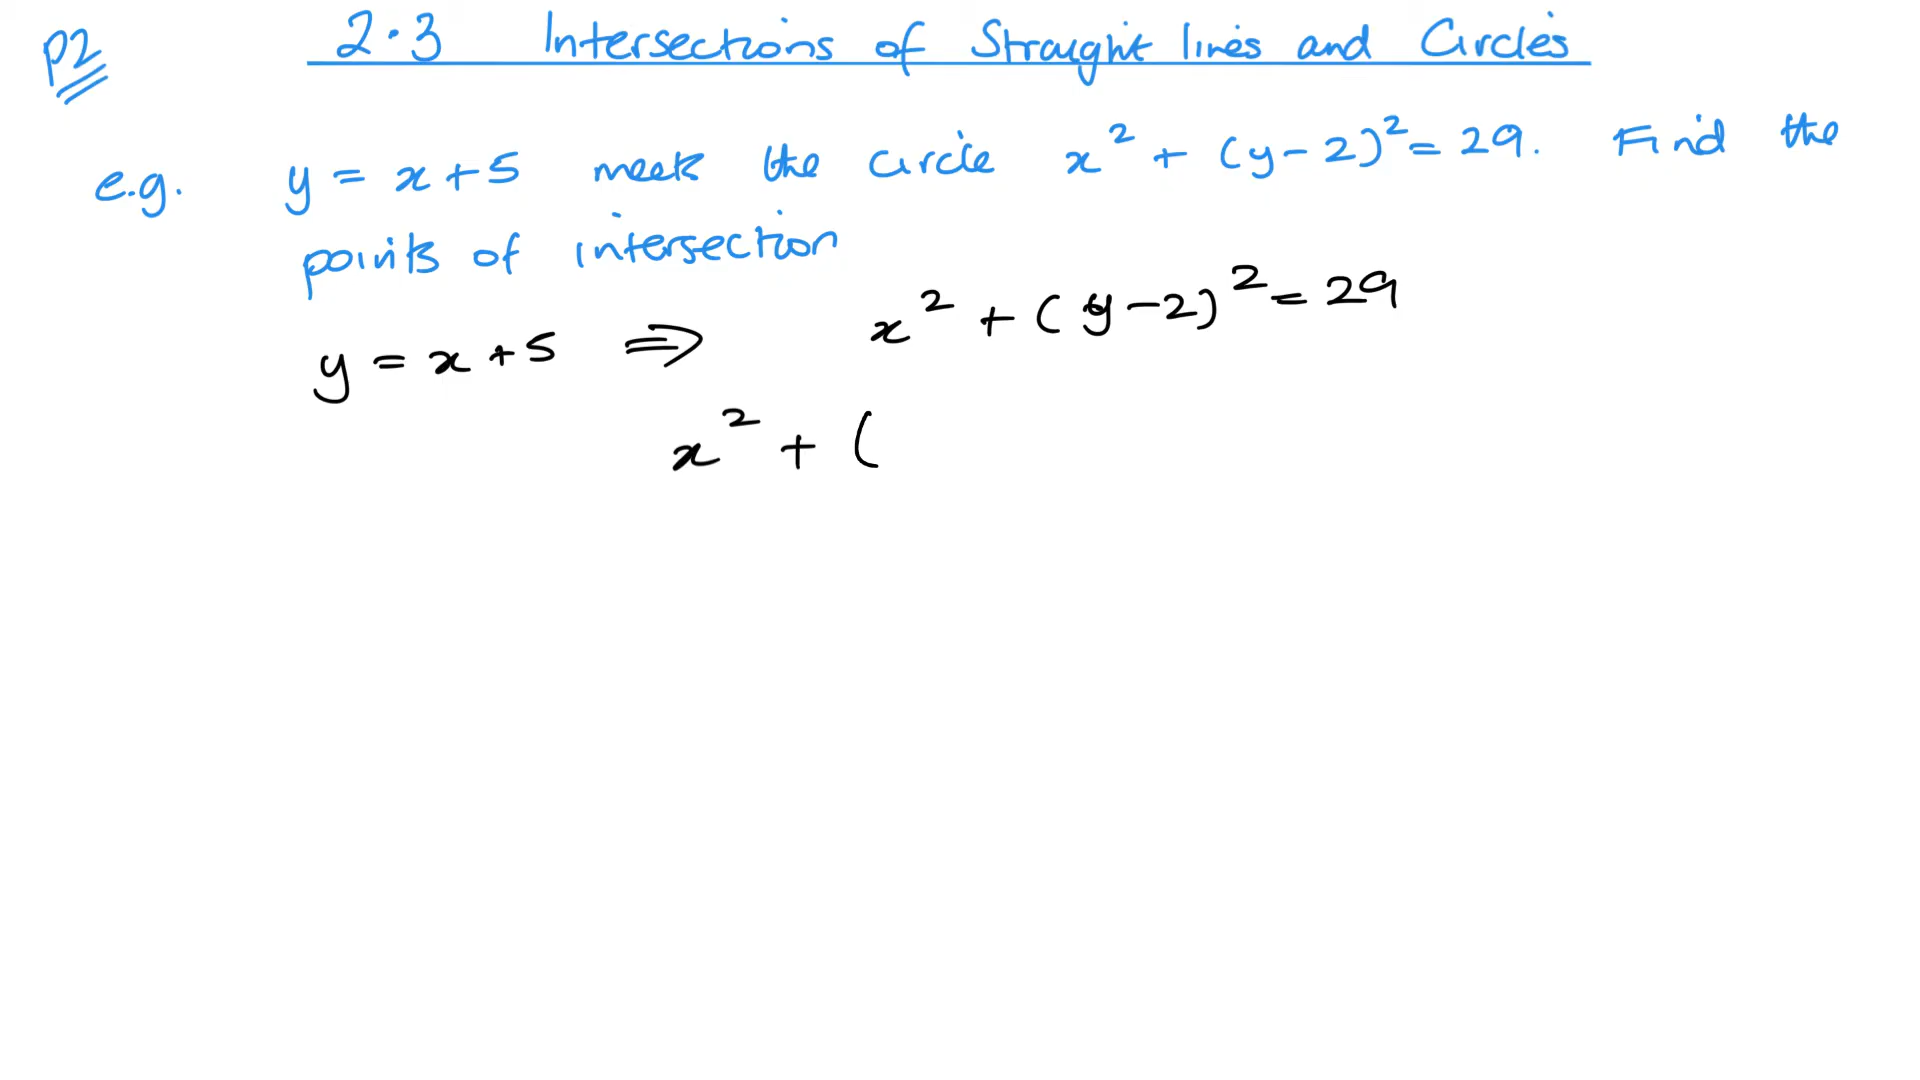 P2
2.3 Intersections of Straight lines and Circles
e.g. y = x + 5 meets the circle x² + (y - 2)² = 29. Find the
points of intersection
y = x + 5 ⇒ x² + (y - 2)² = 29
x² + (